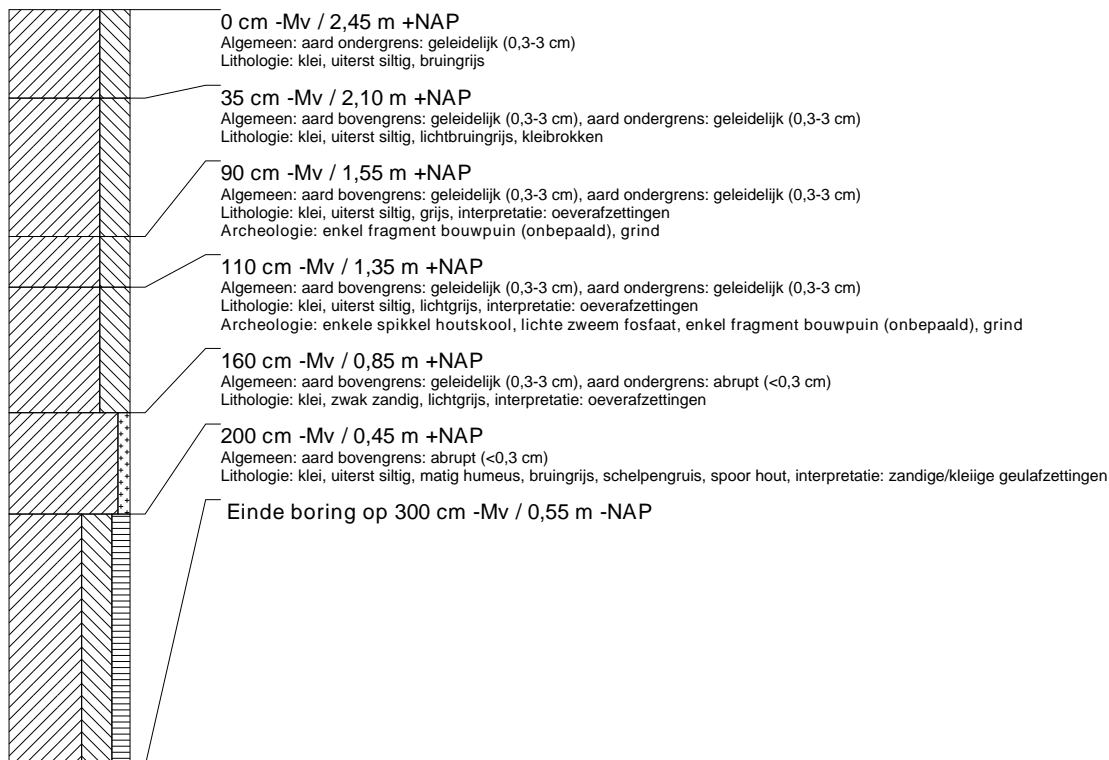 0 cm -Mv / 2,45 m +NAP
Algemeen: aard ondergrens: geleidelijk (0,3-3 cm)
Lithologie: klei, uiterst siltig, bruingrijs
35 cm -Mv / 2,10 m +NAP
Algemeen: aard bovengrens: geleidelijk (0,3-3 cm), aard ondergrens: geleidelijk (0,3-3 cm)
Lithologie: klei, uiterst siltig, lichtbruingrijs, kleibrokken
90 cm -Mv / 1,55 m +NAP
Algemeen: aard bovengrens: geleidelijk (0,3-3 cm), aard ondergrens: geleidelijk (0,3-3 cm)
Lithologie: klei, uiterst siltig, grijs, interpretatie: oeverafzettingen
Archeologie: enkel fragment bouwpuin (onbepaald), grind
110 cm -Mv / 1,35 m +NAP
Algemeen: aard bovengrens: geleidelijk (0,3-3 cm), aard ondergrens: geleidelijk (0,3-3 cm)
Lithologie: klei, uiterst siltig, lichtgrijs, interpretatie: oeverafzettingen
Archeologie: enkele spikkel houtskool, lichte zweem fosfaat, enkel fragment bouwpuin (onbepaald), grind
160 cm -Mv / 0,85 m +NAP
Algemeen: aard bovengrens: geleidelijk (0,3-3 cm), aard ondergrens: abrupt (<0,3 cm)
Lithologie: klei, zwak zandig, lichtgrijs, interpretatie: oeverafzettingen
200 cm -Mv / 0,45 m +NAP
Algemeen: aard bovengrens: abrupt (<0,3 cm)
Lithologie: klei, uiterst siltig, matig humeus, bruingrijs, schelpengruis, spoor hout, interpretatie: zandige/kleiige geulafzettingen
Einde boring op 300 cm -Mv / 0,55 m -NAP